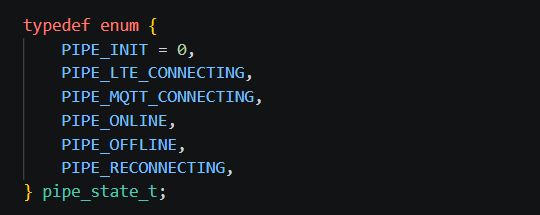 typedef enum {
    PIPE_INIT = 0,
    PIPE_LTE_CONNECTING,
    PIPE_MQTT_CONNECTING,
    PIPE_ONLINE,
    PIPE_OFFLINE,
    PIPE_RECONNECTING,
} pipe_state_t;